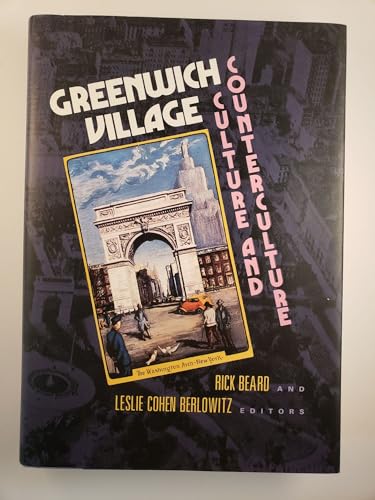 GREENWICH
VILLAGE
CULTURE AND
COUNTERCULTURE
The Washington Arch-New York.
RICK BEARD AND
LESLIE COHEN BERLOWITZ EDITORS